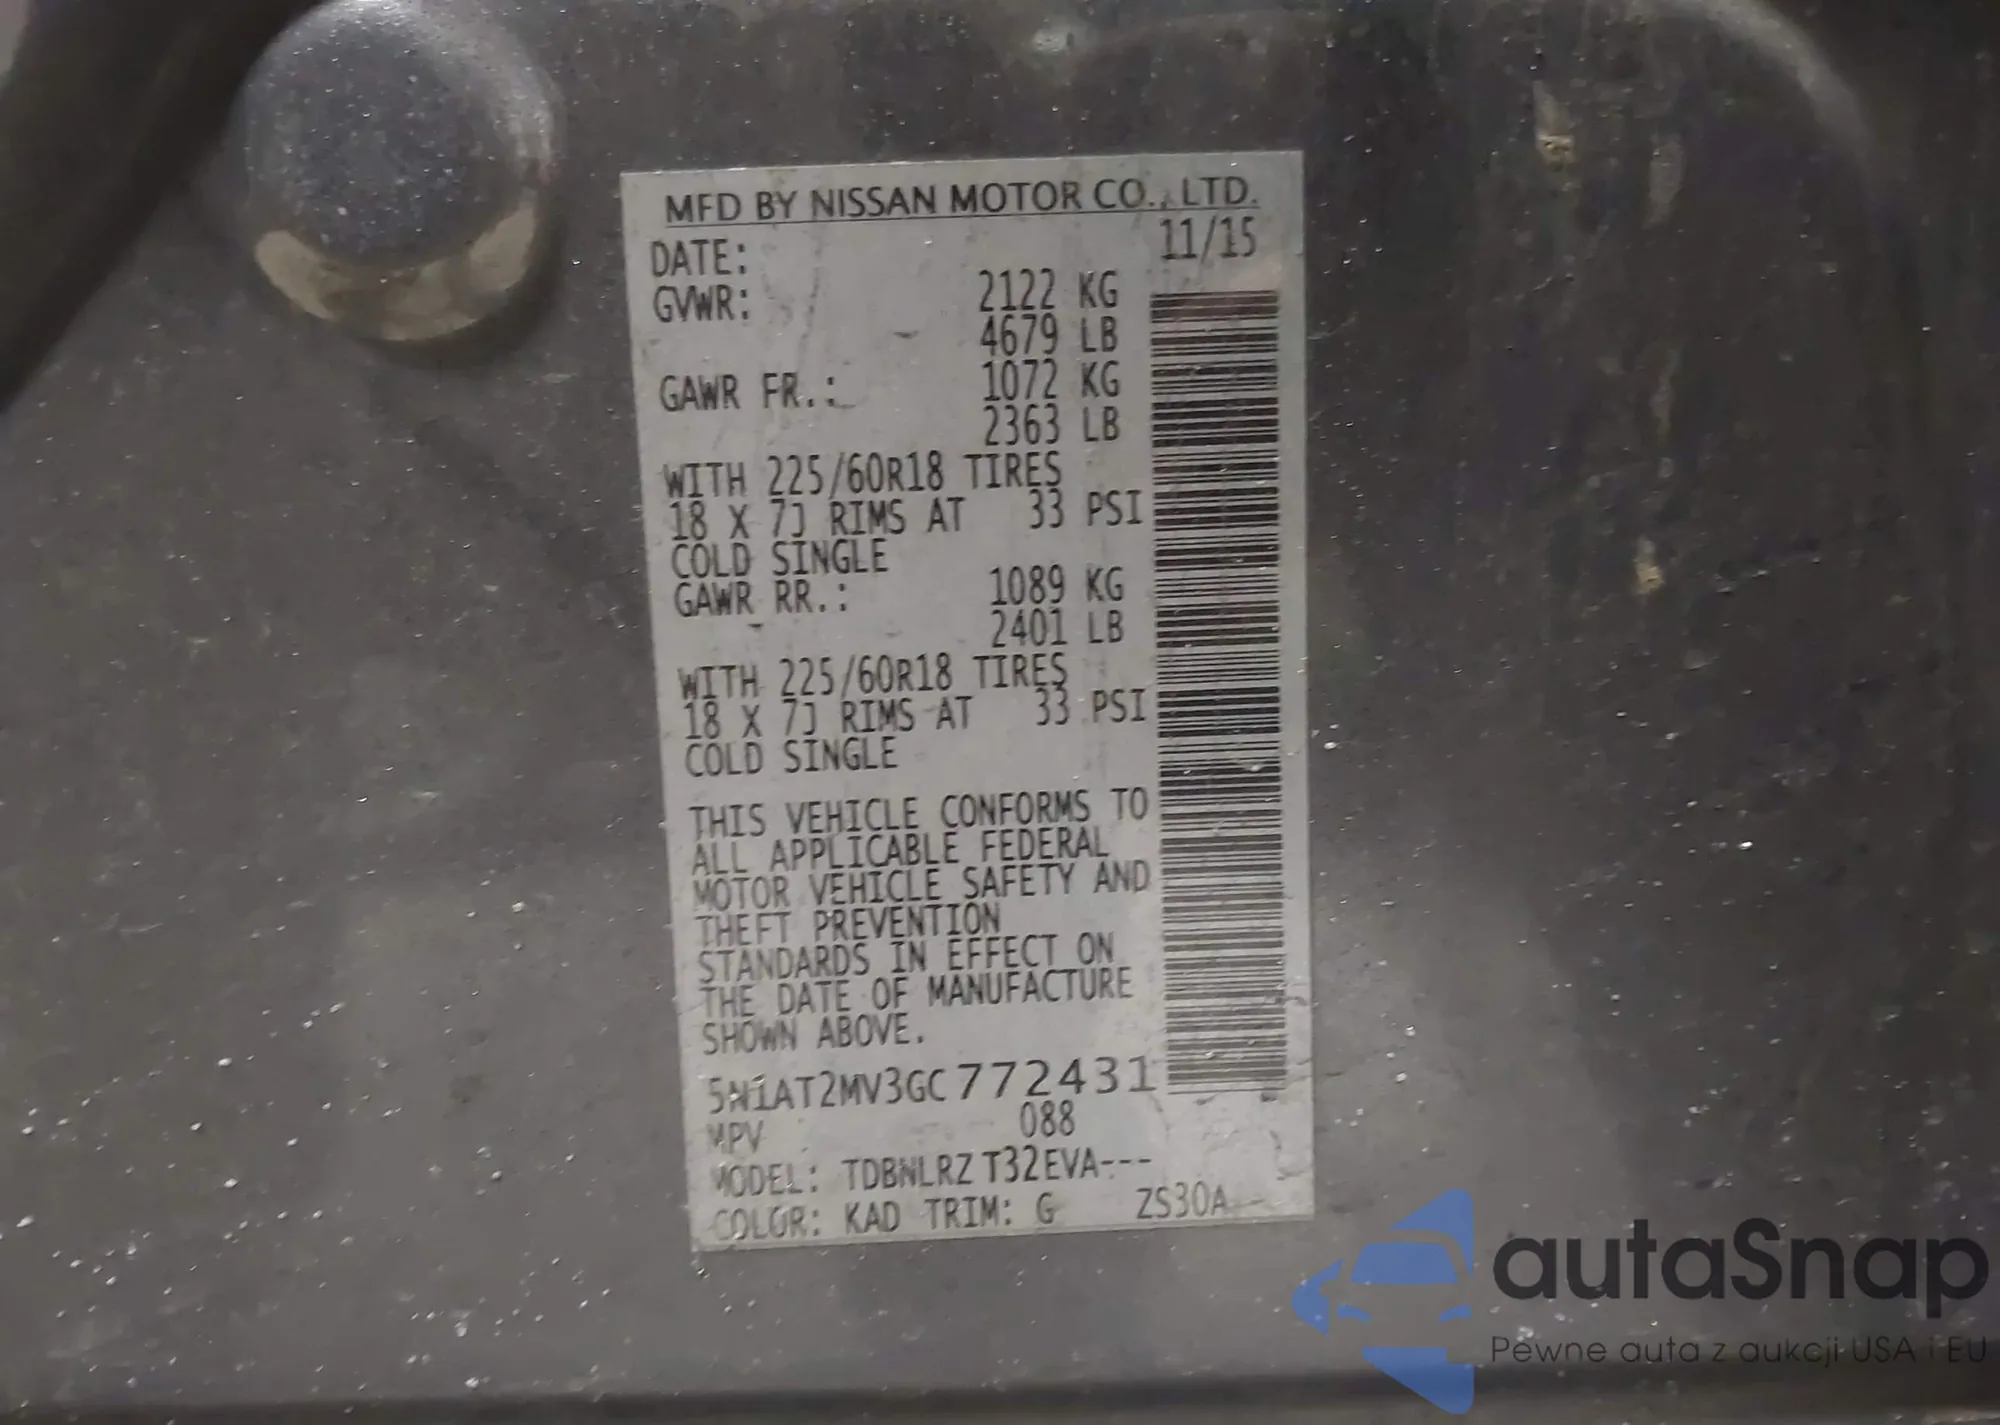 MFD BY NISSAN MOTOR CO., LTD.
DATE: 11/15
GVWR: 2122 KG
4679 LB
GAWR FR.: 1072 KG
2363 LB
WITH 225/60R18 TIRES
18 X 7J RIMS AT 33 PSI
COLD SINGLE
GAWR RR.: 1089 KG
2401 LB
WITH 225/60R18 TIRES
18 X 7J RIMS AT 33 PSI
COLD SINGLE
THIS VEHICLE CONFORMS TO
ALL APPLICABLE FEDERAL
MOTOR VEHICLE SAFETY AND
THEFT PREVENTION
STANDARDS IN EFFECT ON
THE DATE OF MANUFACTURE
SHOWN ABOVE.
5N1AT2MV3GC772431
MPV 088
MODEL: TDBNLRZ T32EVA---
COLOR: KAD TRIM: G ZS30A
autaSnap
Pewne auta z aukcji USA i EU